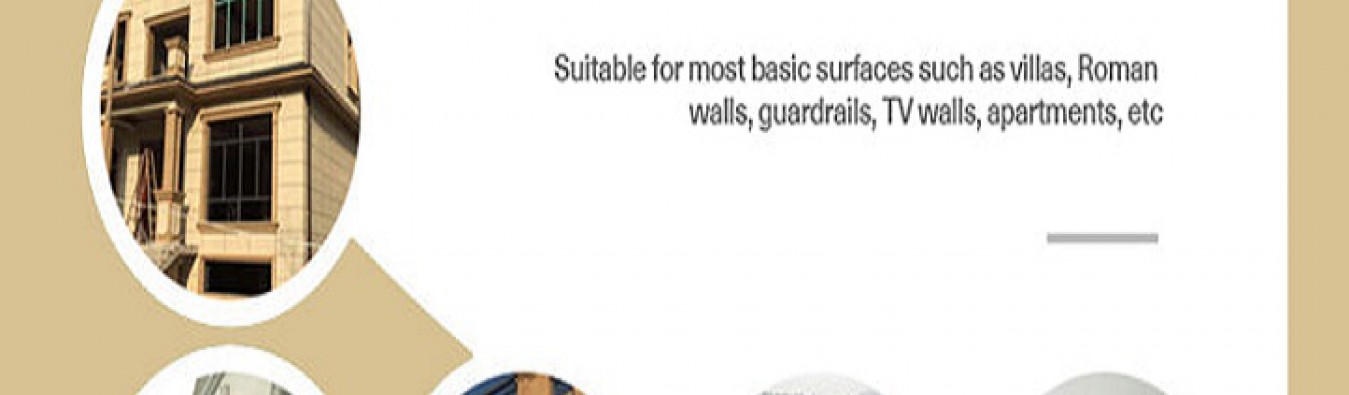 Suitable for most basic surfaces such as villas, Roman
walls, guardrails, TV walls, apartments, etc